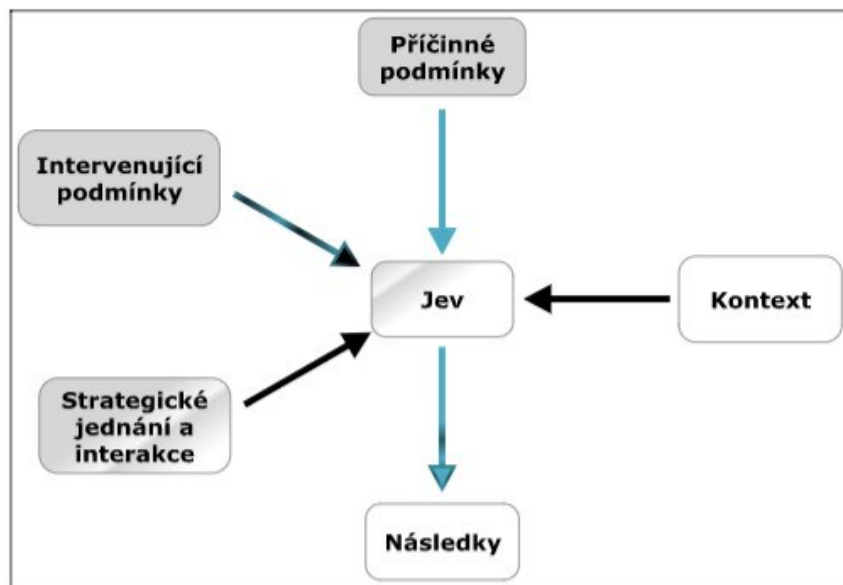 Příčinné
podmínky
Intervenující
podmínky
Jev
Kontext
Strategické
jednání a
interakce
Následky